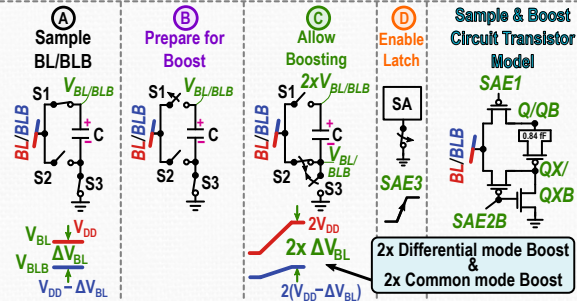 A
Sample
BL/BLB
S1
V_BL/BLB
+
−
C
BL/BLB
S2
S3
V_DD
V_BL
ΔV_BL
V_BLB
V_DD − ΔV_BL
B
Prepare for
Boost
S1
V_BL/BLB
+
−
C
BL/BLB
S2
S3
C
Allow
Boosting
2xV_BL/BLB
S1
+
−
C
BL/BLB
V_BL/
BLB
S2
S3
2V_DD
2x ΔV_BL
2(V_DD−ΔV_BL)
D
Enable
Latch
SA
SAE3
Sample & Boost
Circuit Transistor
Model
SAE1
Q/QB
0.84 fF
BL/BLB
QX/
QXB
SAE2B
2x Differential mode Boost
&
2x Common mode Boost